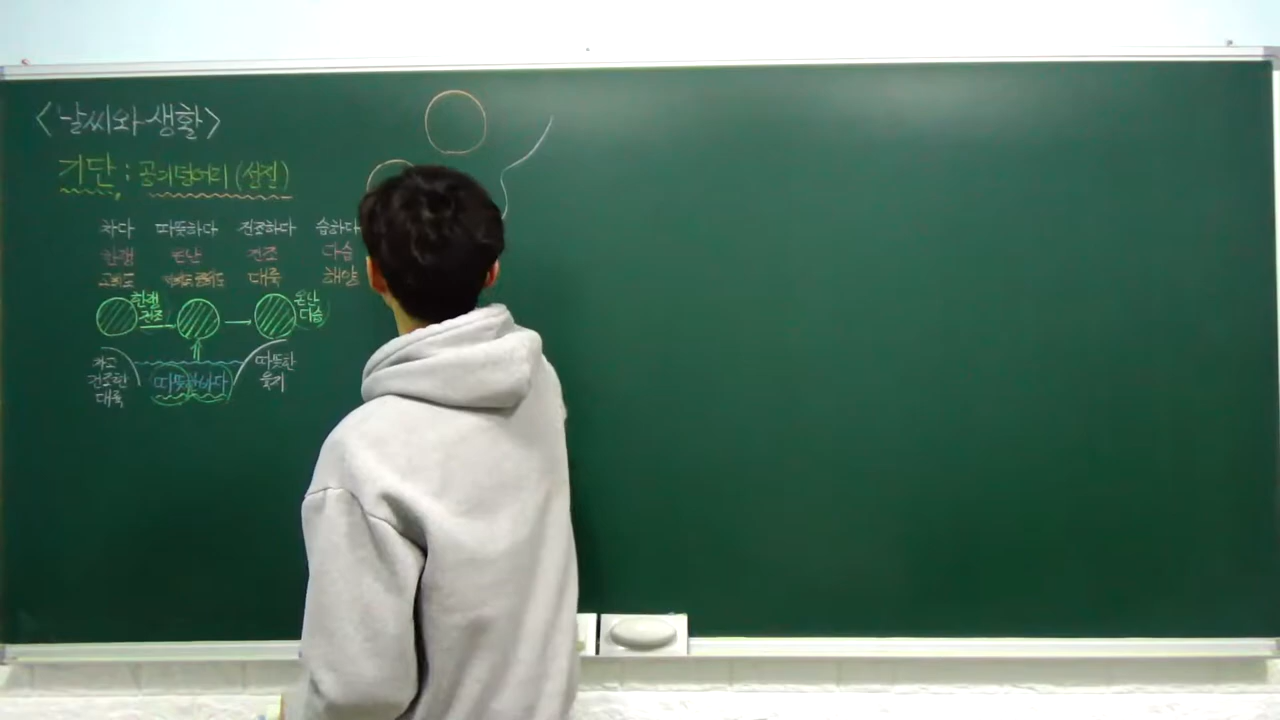 <날씨와 생활>
기단 : 공기덩어리 (성질)
차다 따뜻하다 건조하다 습하다
한랭 온난 건조 다습
고위도 저위도 대륙 해양
한랭 건조 온난 다습
차고 건조한 대륙
따뜻한 바다
따뜻한 육지